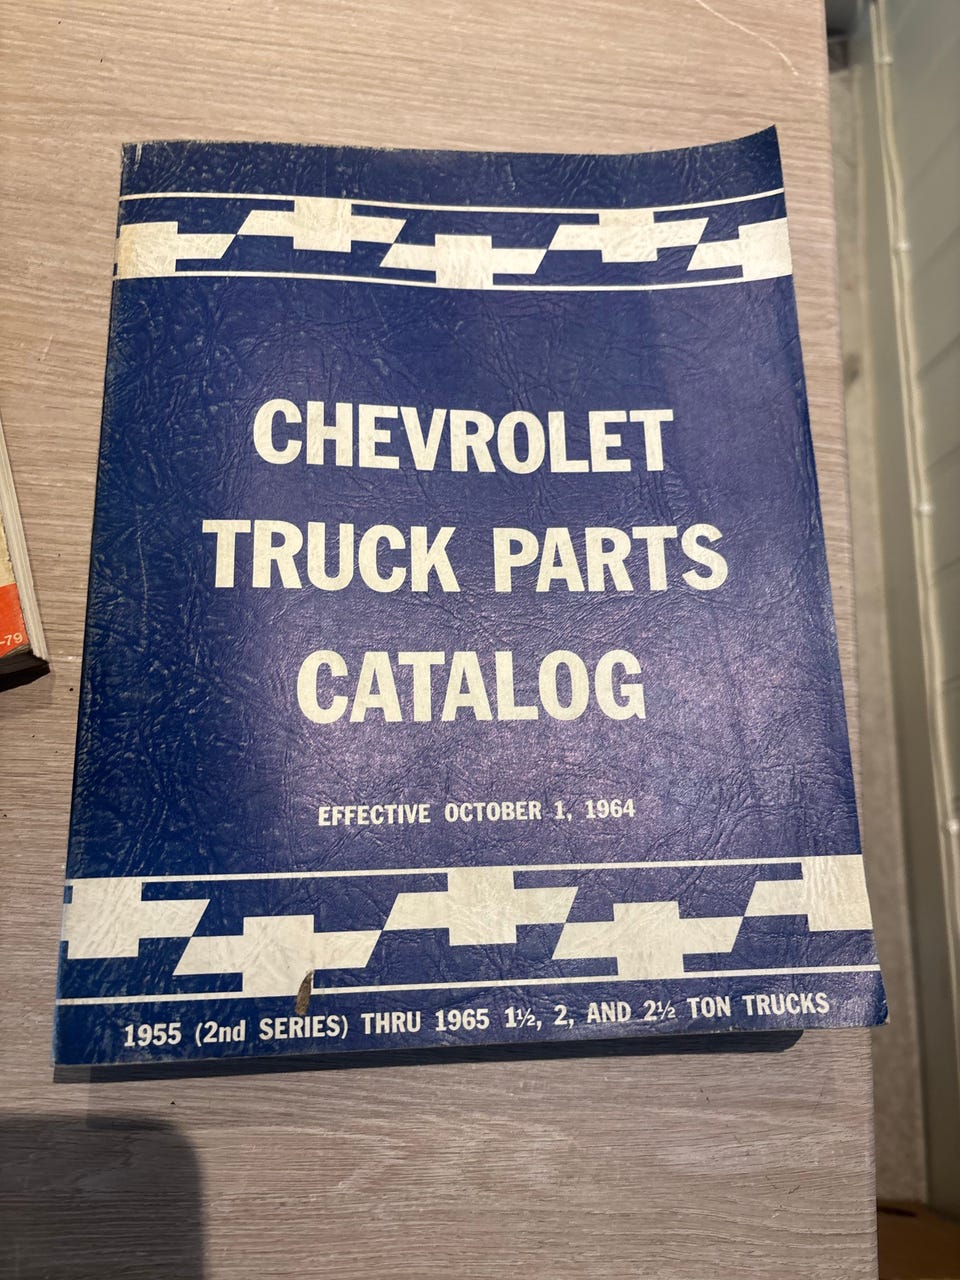 CHEVROLET
TRUCK PARTS
CATALOG
EFFECTIVE OCTOBER 1, 1964
1955 (2nd SERIES) THRU 1965 1½, 2, AND 2½ TON TRUCKS
-79